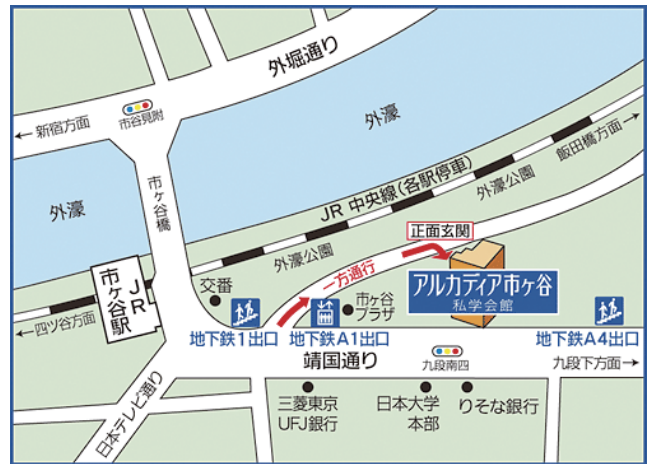 外堀通り
←新宿方面
市谷見附
外濠
飯田橋方面→
市ヶ谷橋
外濠
JR 中央線(各駅停車)
外濠公園
正面玄関
外濠公園
JR
市ヶ谷駅
交番
一方通行
アルカディア市ヶ谷
私学会館
市ヶ谷
プラザ
←四ツ谷方面
地下鉄1出口
地下鉄A1出口
地下鉄A4出口
靖国通り
九段南四
九段下方面→
日本テレビ通り
三菱東京
UFJ銀行
日本大学
本部
りそな銀行